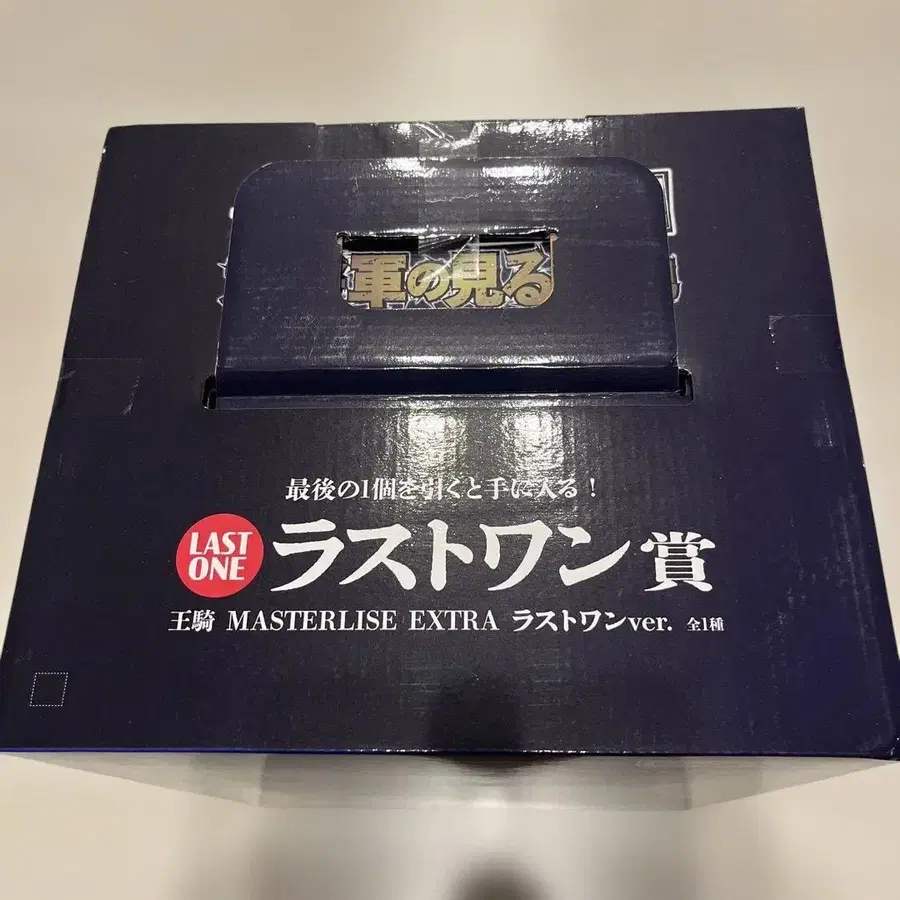 軍の見る
最後の1個を引くと手に入る！
LAST
ONE
ラストワン賞
王騎 MASTERLISE EXTRA ラストワンver. 全1種